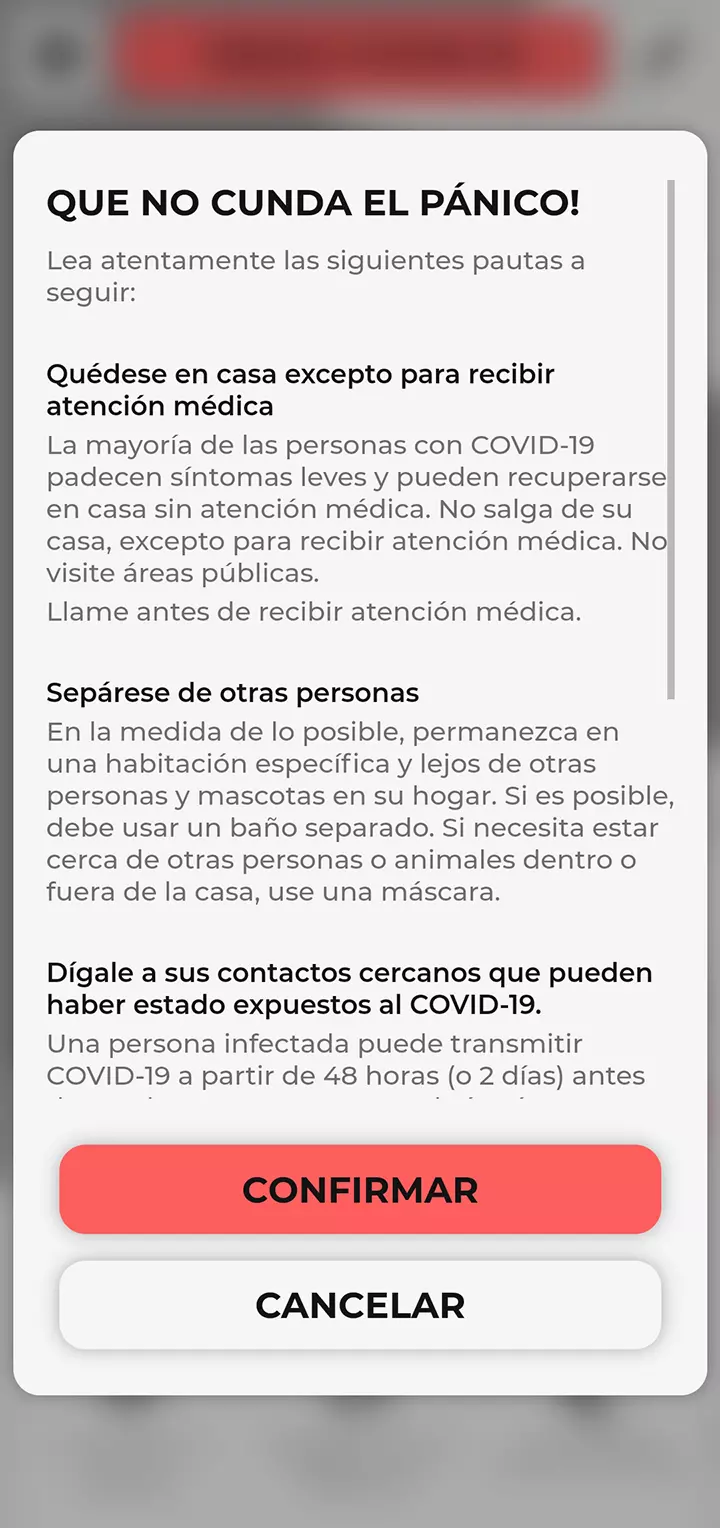 QUE NO CUNDA EL PÁNICO!
Lea atentamente las siguientes pautas a
seguir:
Quédese en casa excepto para recibir
atención médica
La mayoría de las personas con COVID-19
padecen síntomas leves y pueden recuperarse
en casa sin atención médica. No salga de su
casa, excepto para recibir atención médica. No
visite áreas públicas.
Llame antes de recibir atención médica.
Sepárese de otras personas
En la medida de lo posible, permanezca en
una habitación específica y lejos de otras
personas y mascotas en su hogar. Si es posible,
debe usar un baño separado. Si necesita estar
cerca de otras personas o animales dentro o
fuera de la casa, use una máscara.
Dígale a sus contactos cercanos que pueden
haber estado expuestos al COVID-19.
Una persona infectada puede transmitir
COVID-19 a partir de 48 horas (o 2 días) antes
CONFIRMAR
CANCELAR